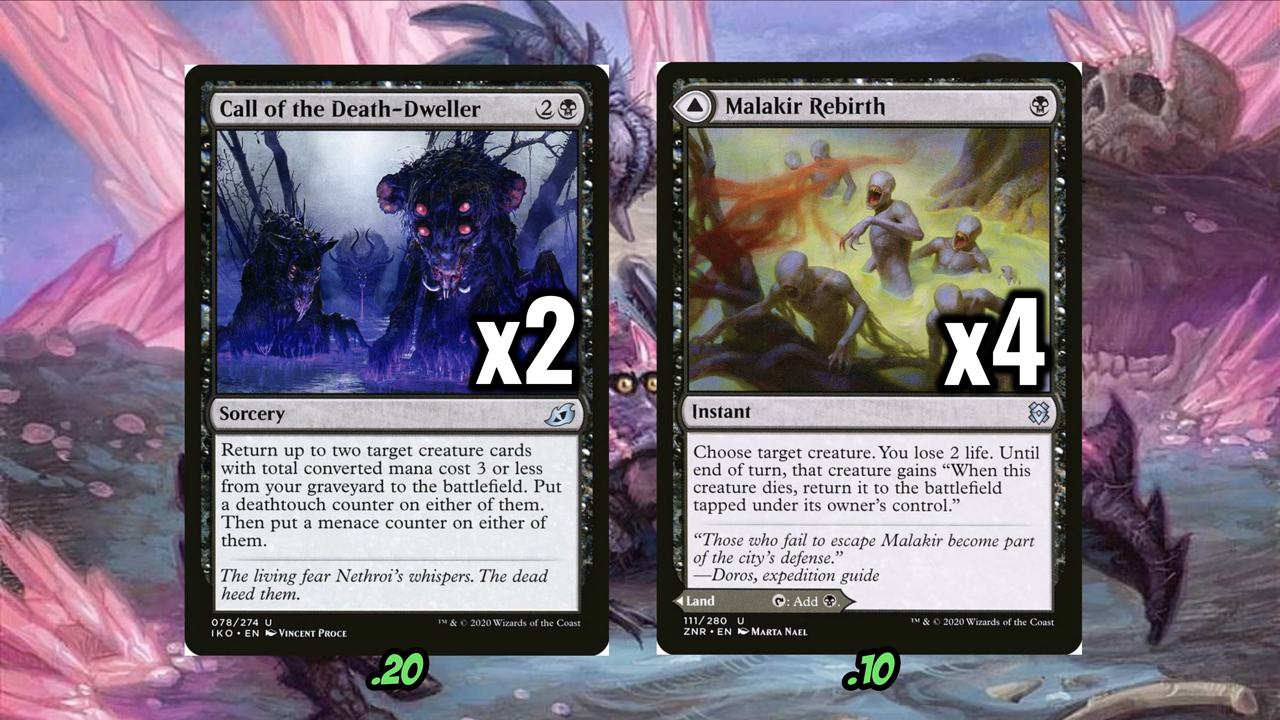 Call of the Death-Dweller 2
x2
Sorcery
Return up to two target creature cards
with total converted mana cost 3 or less
from your graveyard to the battlefield. Put
a deathtouch counter on either of them.
Then put a menace counter on either of
them.
The living fear Nethroi's whispers. The dead
heed them.
078/274 U
IKO • EN Vincent Proce
™ & © 2020 Wizards of the Coast
.20
Malakir Rebirth
x4
Instant
Choose target creature. You lose 2 life. Until
end of turn, that creature gains “When this
creature dies, return it to the battlefield
tapped under its owner's control.”
“Those who fail to escape Malakir become part
of the city's defense.”
—Doros, expedition guide
Land : Add .
111/280 U
ZNR • EN Marta Nael
™ & © 2020 Wizards of the Coast
.10